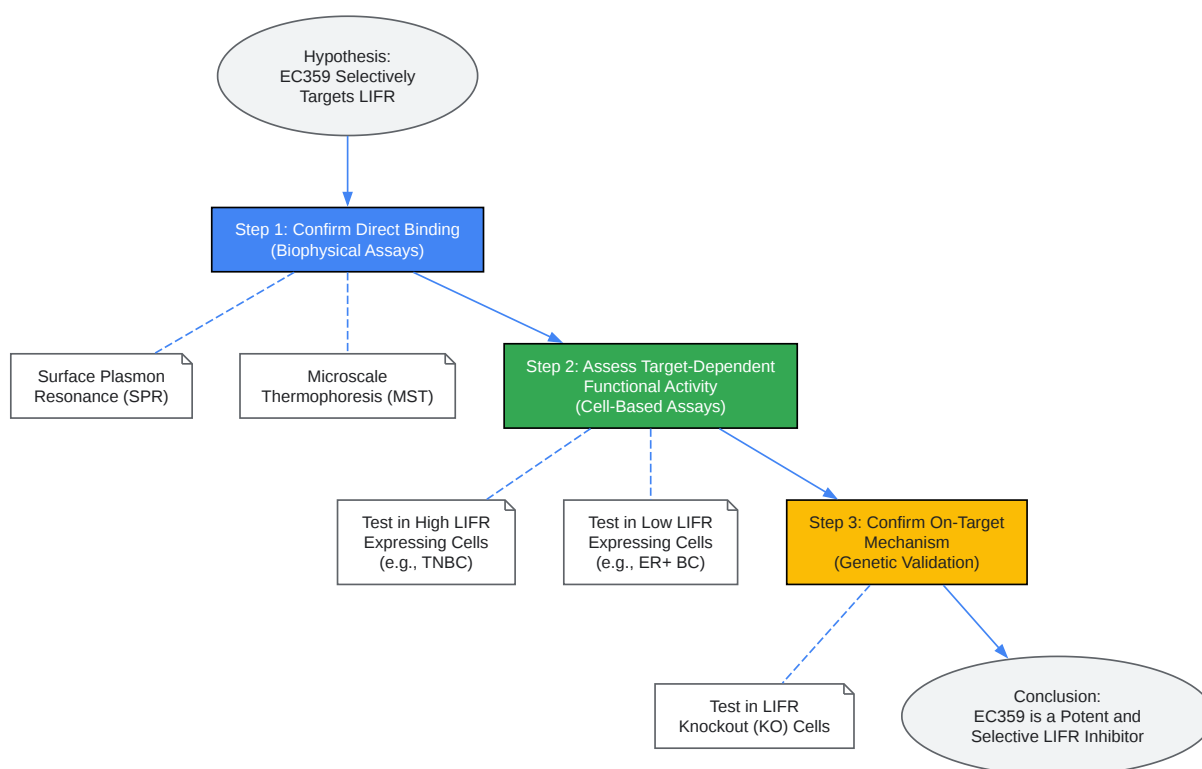 Hypothesis:
EC359 Selectively
Targets LIFR
Step 1: Confirm Direct Binding
(Biophysical Assays)
Surface Plasmon
Resonance (SPR)
Microscale
Thermophoresis (MST)
Step 2: Assess Target-Dependent
Functional Activity
(Cell-Based Assays)
Test in High LIFR
Expressing Cells
(e.g., TNBC)
Test in Low LIFR
Expressing Cells
(e.g., ER+ BC)
Step 3: Confirm On-Target
Mechanism
(Genetic Validation)
Test in LIFR
Knockout (KO) Cells
Conclusion:
EC359 is a Potent and
Selective LIFR Inhibitor